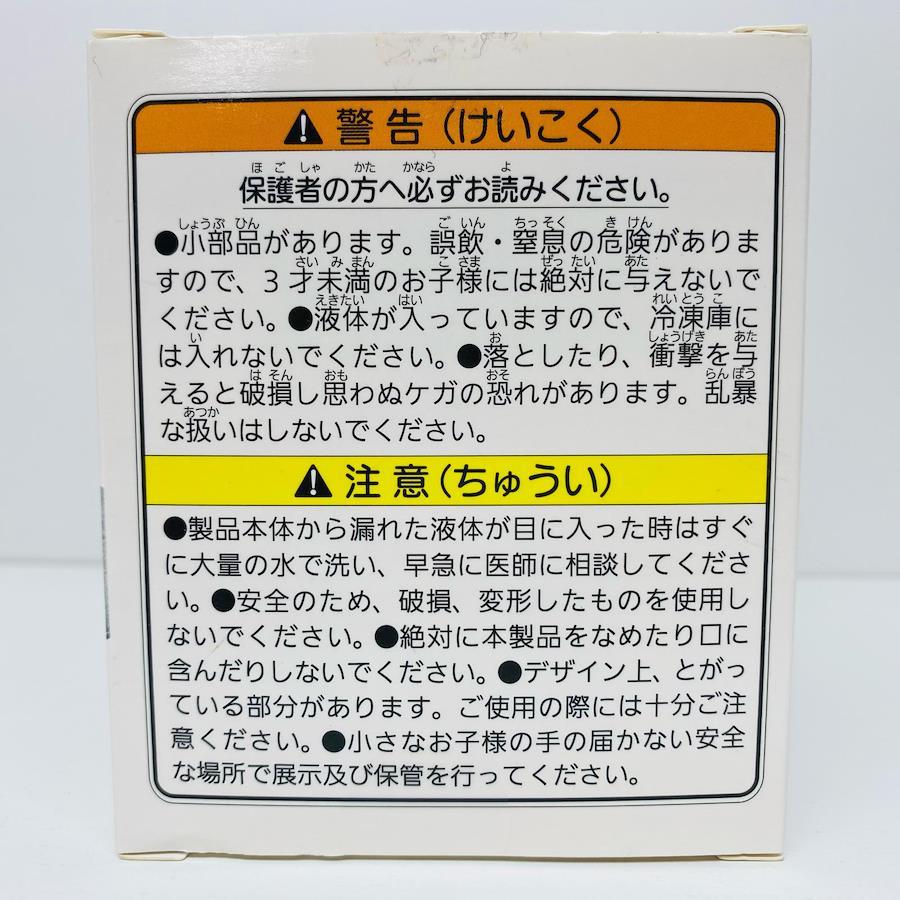 警告（けいこく）
保護者の方へ必ずお読みください。
●小部品があります。誤飲・窒息の危険がありま
すので、3才未満のお子様には絶対に与えないで
ください。●液体が入っていますので、冷凍庫に
は入れないでください。●落としたり、衝撃を与
えると破損し思わぬケガの恐れがあります。乱暴
な扱いはしないでください。
注意（ちゅうい）
●製品本体から漏れた液体が目に入った時はすぐ
に大量の水で洗い、早急に医師に相談してくださ
い。●安全のため、破損、変形したものを使用し
ないでください。●絶対に本製品をなめたり口に
含んだりしないでください。●デザイン上、とがっ
ている部分があります。ご使用の際には十分ご注
意ください。●小さなお子様の手の届かない安全
な場所で展示及び保管を行ってください。